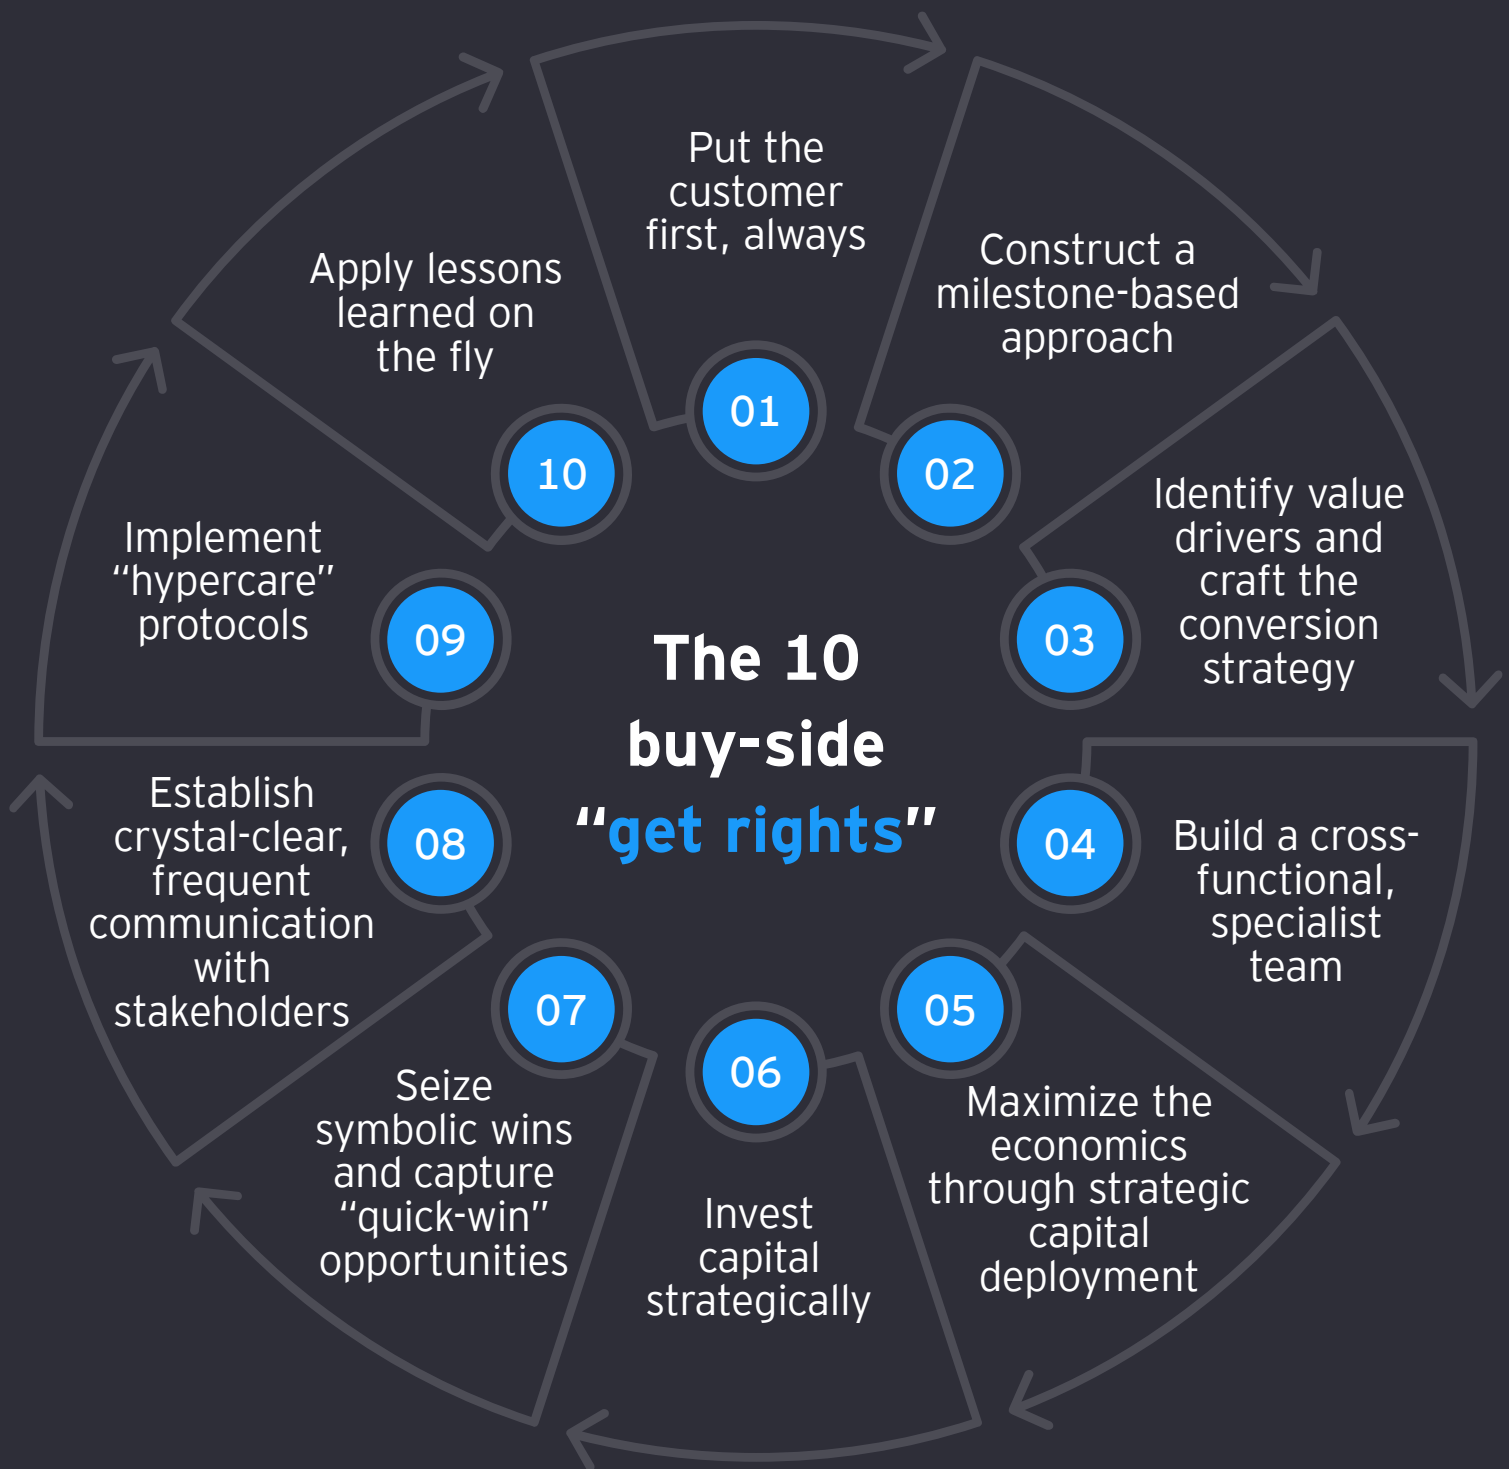 The 10
buy-side
“get rights”
01
Put the
customer
first, always
02
Construct a
milestone-based
approach
03
Identify value
drivers and
craft the
conversion
strategy
04
Build a cross-
functional,
specialist
team
05
Maximize the
economics
through strategic
capital
deployment
06
Invest
capital
strategically
07
Seize
symbolic wins
and capture
“quick-win”
opportunities
08
Establish
crystal-clear,
frequent
communication
with
stakeholders
09
Implement
“hypercare”
protocols
10
Apply lessons
learned on
the fly